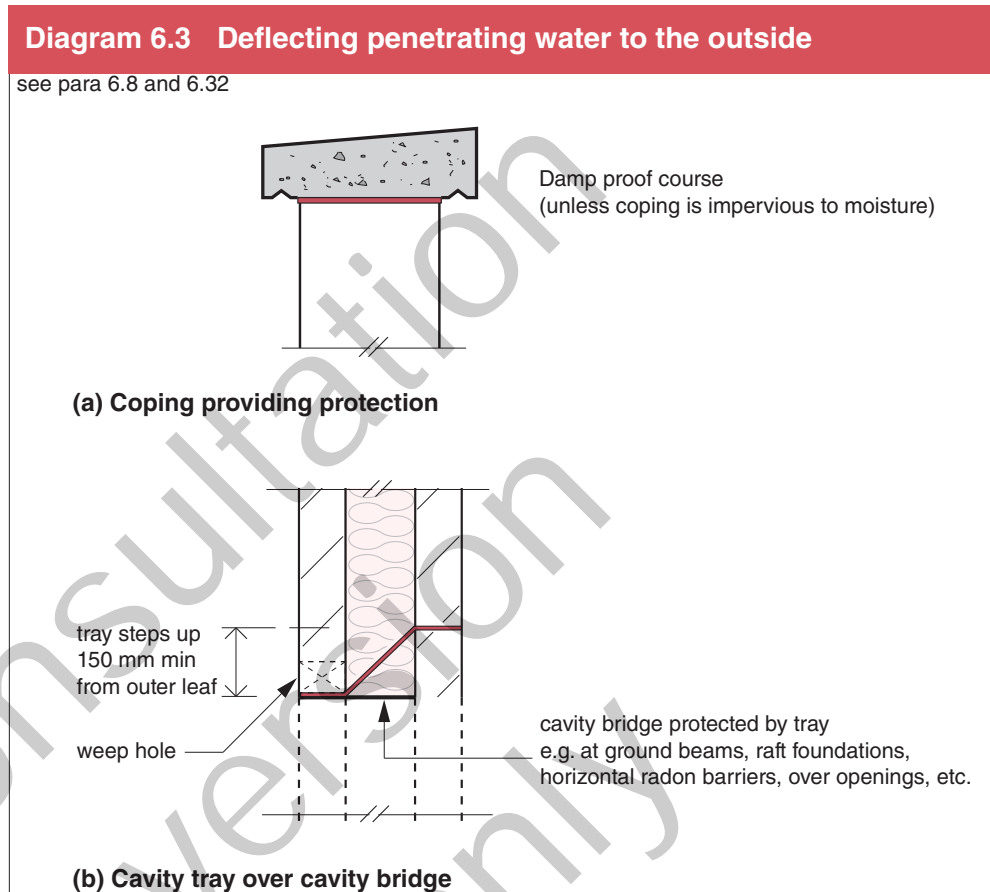 Diagram 6.3 Deflecting penetrating water to the outside
see para 6.8 and 6.32
Damp proof course
(unless coping is impervious to moisture)
(a) Coping providing protection
tray steps up
150 mm min
from outer leaf
weep hole
cavity bridge protected by tray
e.g. at ground beams, raft foundations,
horizontal radon barriers, over openings, etc.
(b) Cavity tray over cavity bridge
onsultation
version
only